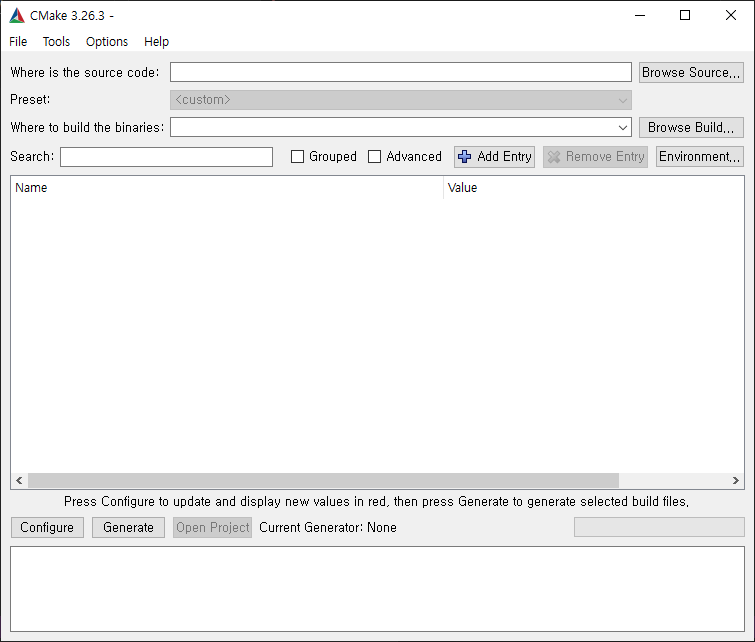 CMake 3.26.3 -
File Tools Options Help
Where is the source code: Browse Source...
Preset: <custom>
Where to build the binaries: Browse Build...
Search: Grouped Advanced Add Entry Remove Entry Environment...
Name Value
Press Configure to update and display new values in red, then press Generate to generate selected build files.
Configure Generate Open Project Current Generator: None